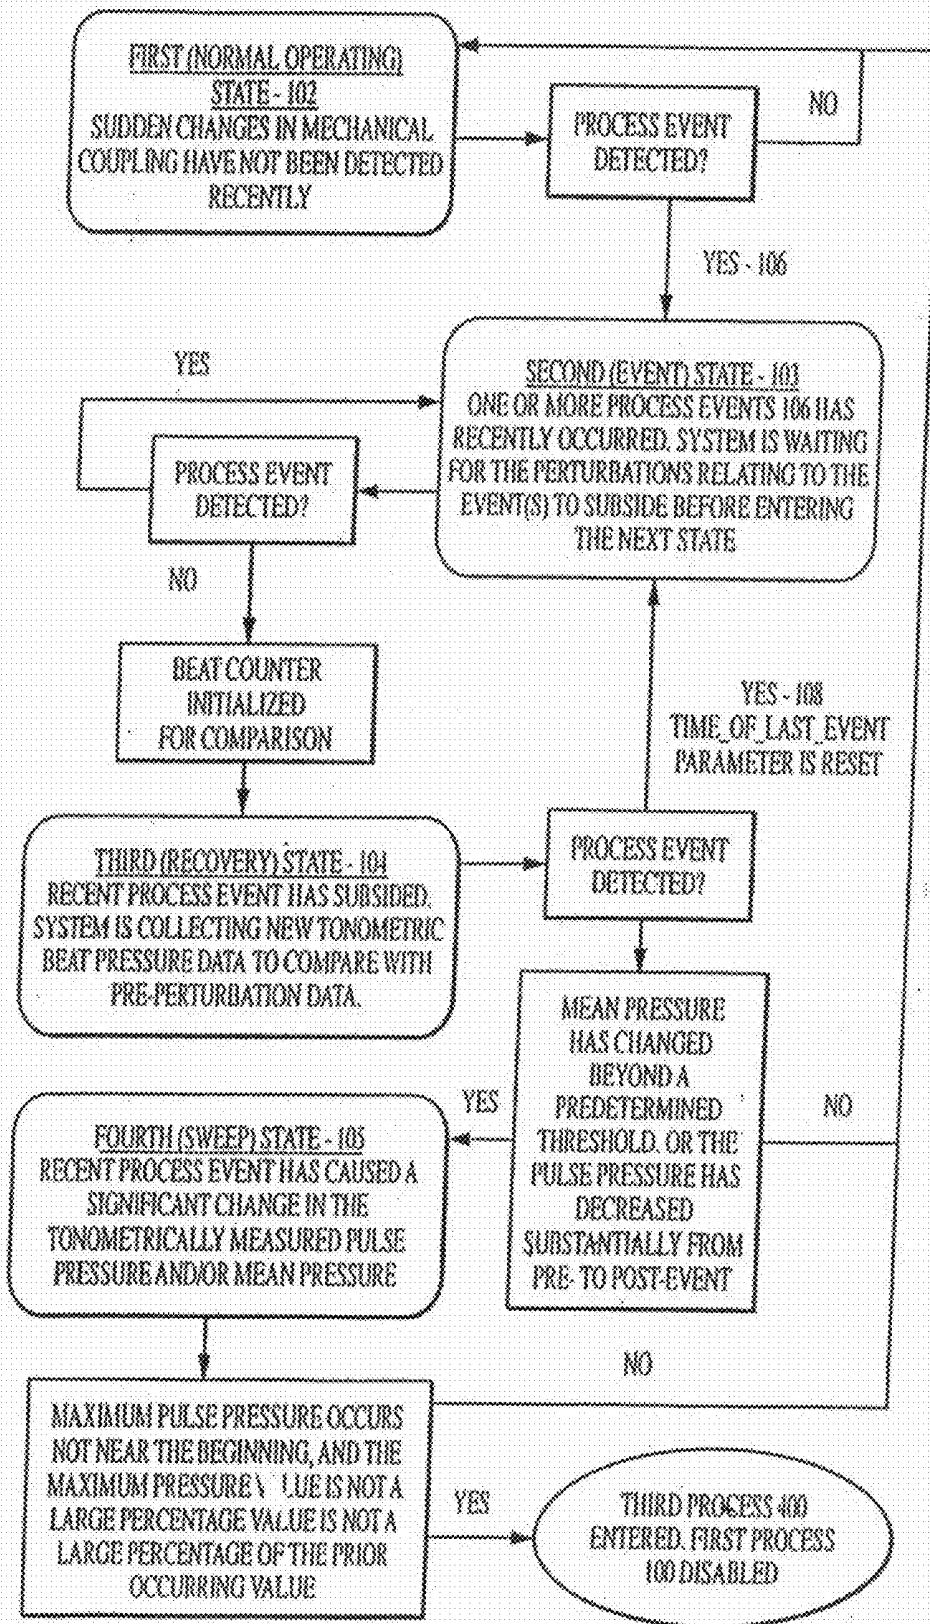 FIRST (NORMAL OPERATING)
STATE - 102
SUDDEN CHANGES IN MECHANICAL
COUPLING HAVE NOT BEEN DETECTED
RECENTLY
PROCESS EVENT
DETECTED?
NO
YES - 106
SECOND (EVENT) STATE - 103
ONE OR MORE PROCESS EVENTS 106 HAS
RECENTLY OCCURRED. SYSTEM IS WAITING
FOR THE PERTURBATIONS RELATING TO THE
EVENT(S) TO SUBSIDE BEFORE ENTERING
THE NEXT STATE
YES
PROCESS EVENT
DETECTED?
NO
BEAT COUNTER
INITIALIZED
FOR COMPARISON
YES - 108
TIME_OF_LAST_EVENT
PARAMETER IS RESET
THIRD (RECOVERY) STATE - 104
RECENT PROCESS EVENT HAS SUBSIDED.
SYSTEM IS COLLECTING NEW TONOMETRIC
BEAT PRESSURE DATA TO COMPARE WITH
PRE-PERTURBATION DATA.
PROCESS EVENT
DETECTED?
MEAN PRESSURE
HAS CHANGED
BEYOND A
PREDETERMINED
THRESHOLD. OR THE
PULSE PRESSURE HAS
DECREASED
SUBSTANTIALLY FROM
PRE- TO POST-EVENT
YES
NO
FOURTH (SWEEP) STATE - 105
RECENT PROCESS EVENT HAS CAUSED A
SIGNIFICANT CHANGE IN THE
TONOMETRICALLY MEASURED PULSE
PRESSURE AND/OR MEAN PRESSURE
NO
MAXIMUM PULSE PRESSURE OCCURS
NOT NEAR THE BEGINNING, AND THE
MAXIMUM PRESSURE IS NOT A
LARGE PERCENTAGE VALUE IS NOT A
LARGE PERCENTAGE OF THE PRIOR
OCCURRING VALUE
YES
THIRD PROCESS 400
ENTERED. FIRST PROCESS
100 DISABLED